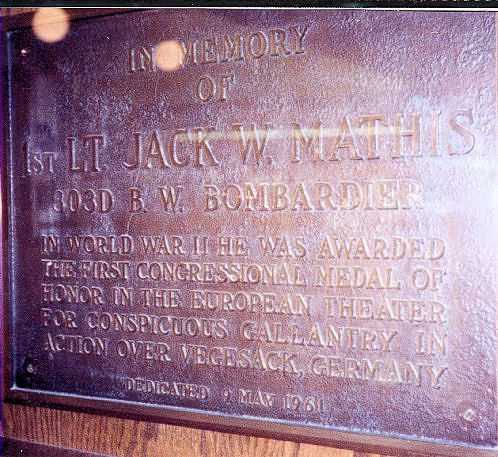 IN MEMORY
OF
1ST LT JACK W. MATHIS
303D B. W. BOMBARDIER
IN WORLD WAR II HE WAS AWARDED
THE FIRST CONGRESSIONAL MEDAL OF
HONOR IN THE EUROPEAN THEATER
FOR CONSPICUOUS GALLANTRY IN
ACTION OVER VEGESACK, GERMANY
DEDICATED 9 MAY 1961